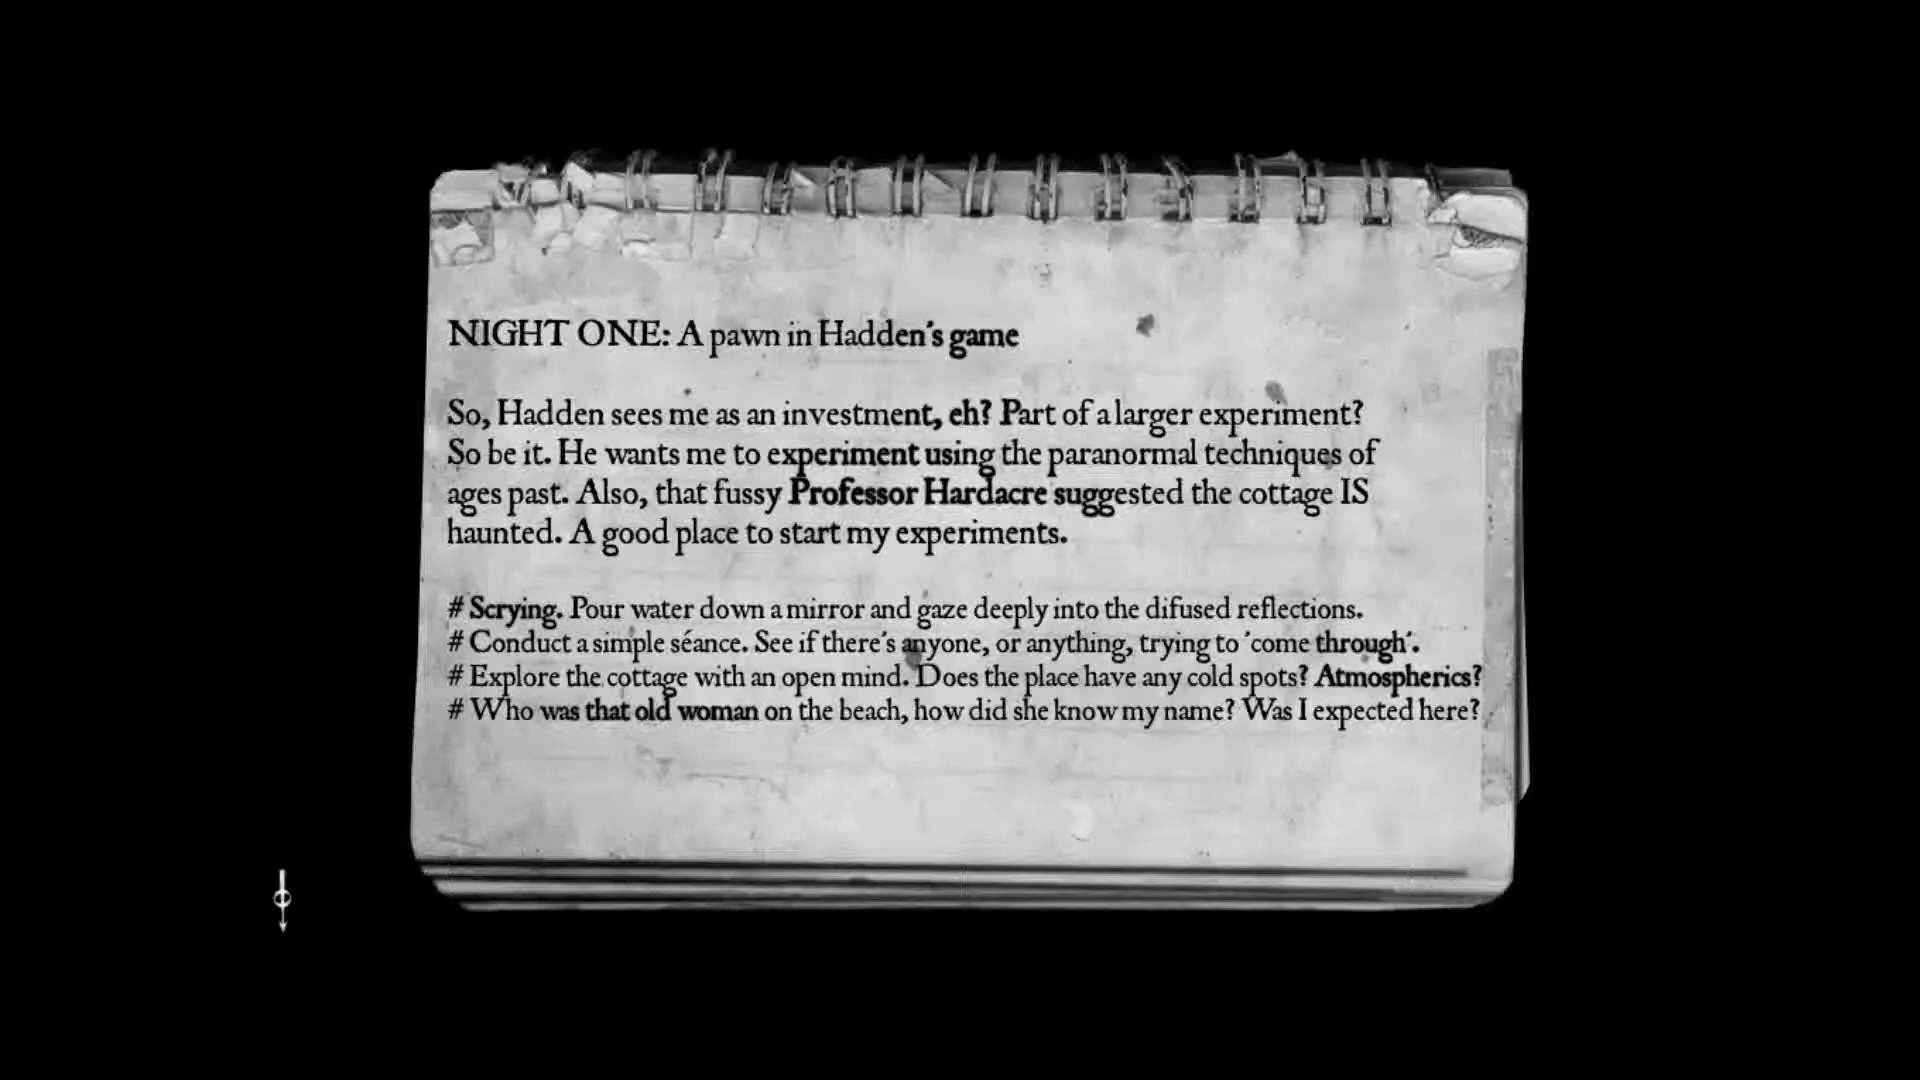 NIGHT ONE: A pawn in Hadden's game
So, Hadden sees me as an investment, eh? Part of a larger experiment?
So be it. He wants me to experiment using the paranormal techniques of
ages past. Also, that fussy Professor Hardacre suggested the cottage IS
haunted. A good place to start my experiments.
# Scrying. Pour water down a mirror and gaze deeply into the difused reflections.
# Conduct a simple séance. See if there's anyone, or anything, trying to 'come through'.
# Explore the cottage with an open mind. Does the place have any cold spots? Atmospherics?
# Who was that old woman on the beach, how did she know my name? Was I expected here?